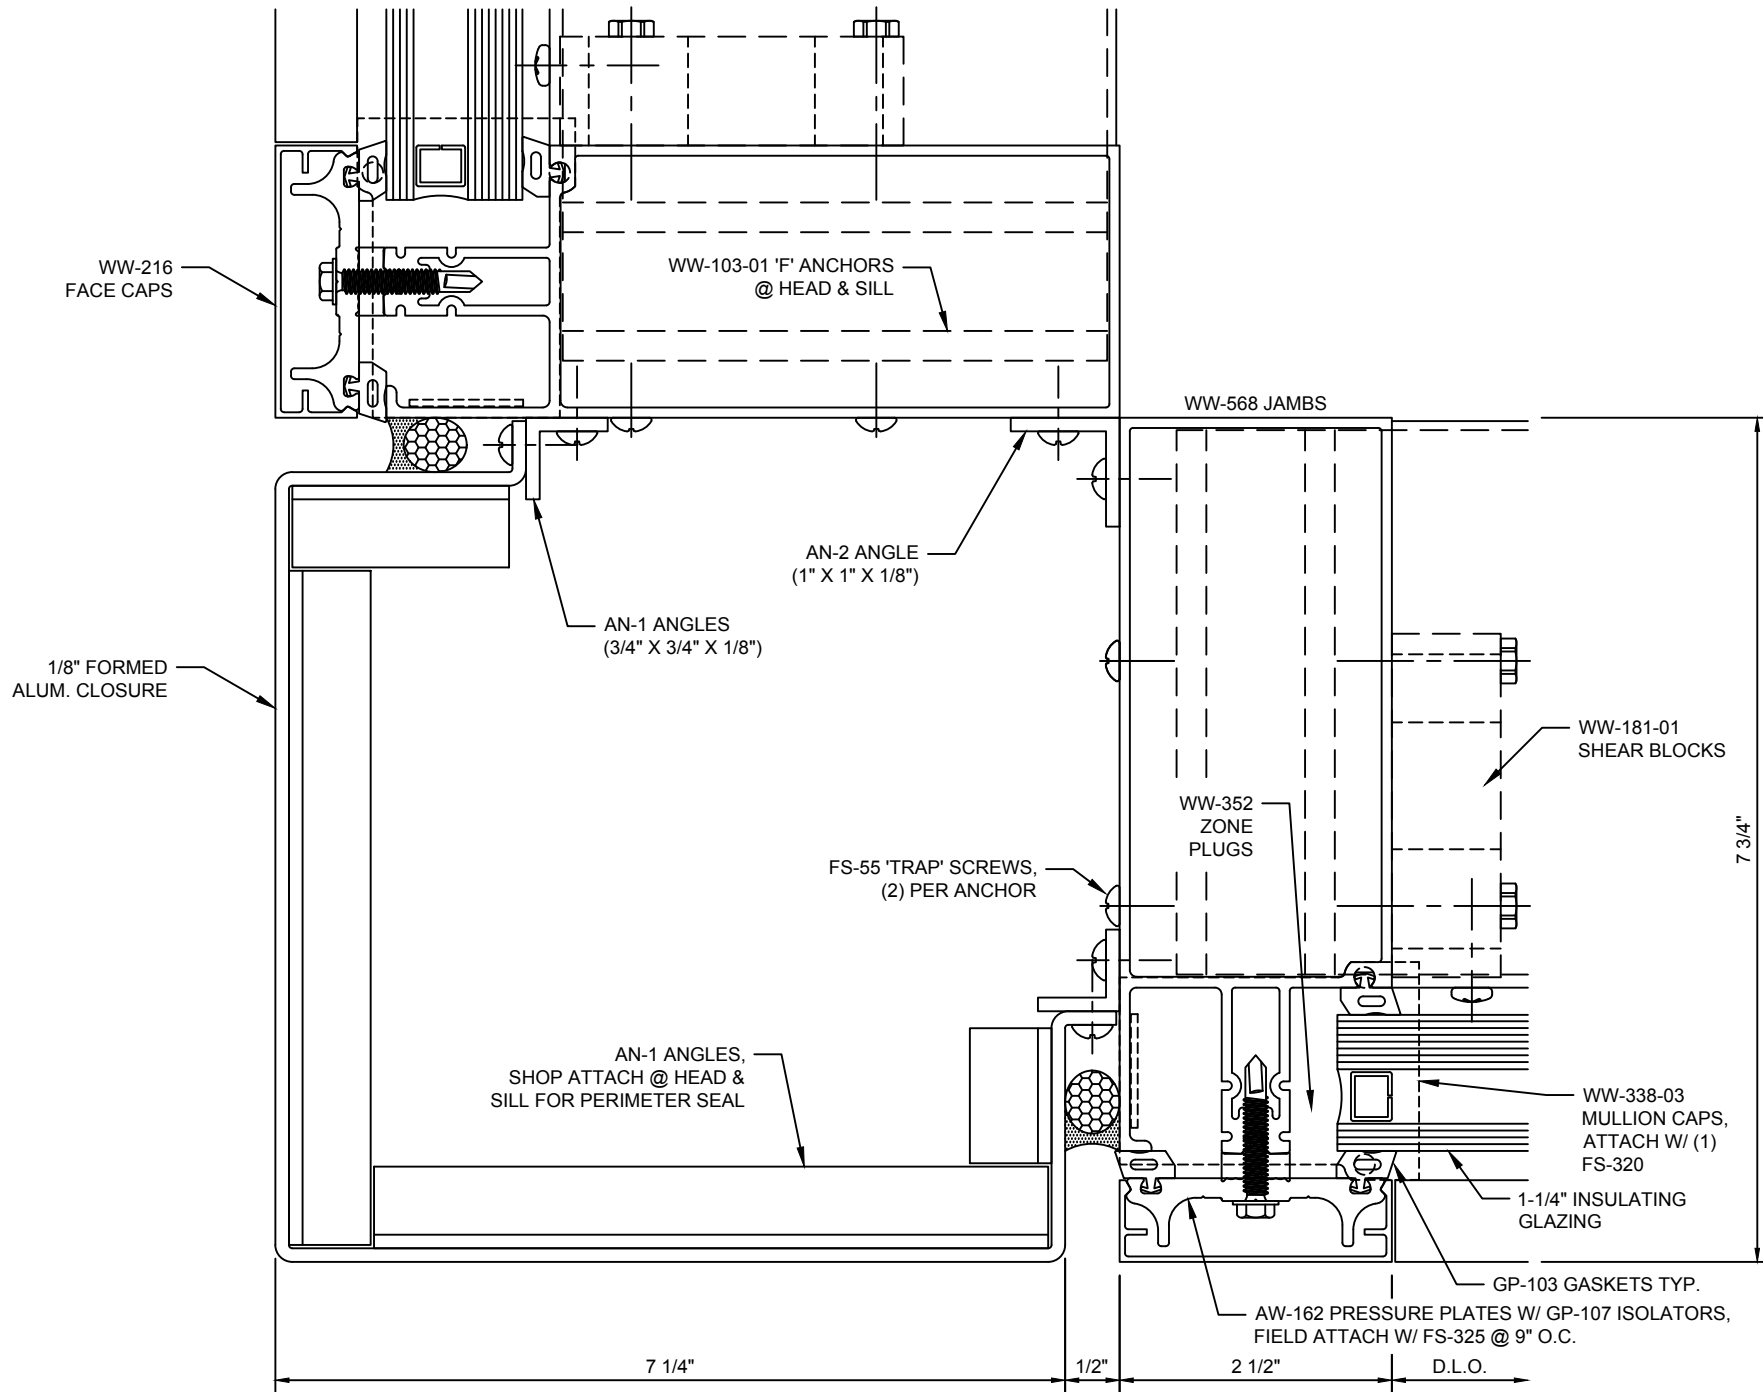 WW-216
FACE CAPS
WW-103-01 'F' ANCHORS
@ HEAD & SILL
WW-568 JAMBS
AN-2 ANGLE
(1" X 1" X 1/8")
AN-1 ANGLES
(3/4" X 3/4" X 1/8")
1/8" FORMED
ALUM. CLOSURE
WW-181-01
SHEAR BLOCKS
WW-352
ZONE
PLUGS
7 3/4"
FS-55 'TRAP' SCREWS,
(2) PER ANCHOR
AN-1 ANGLES,
SHOP ATTACH @ HEAD &
SILL FOR PERIMETER SEAL
WW-338-03
MULLION CAPS,
ATTACH W/ (1)
FS-320
1-1/4" INSULATING
GLAZING
GP-103 GASKETS TYP.
AW-162 PRESSURE PLATES W/ GP-107 ISOLATORS,
FIELD ATTACH W/ FS-325 @ 9" O.C.
7 1/4"
1/2"
2 1/2"
D.L.O.